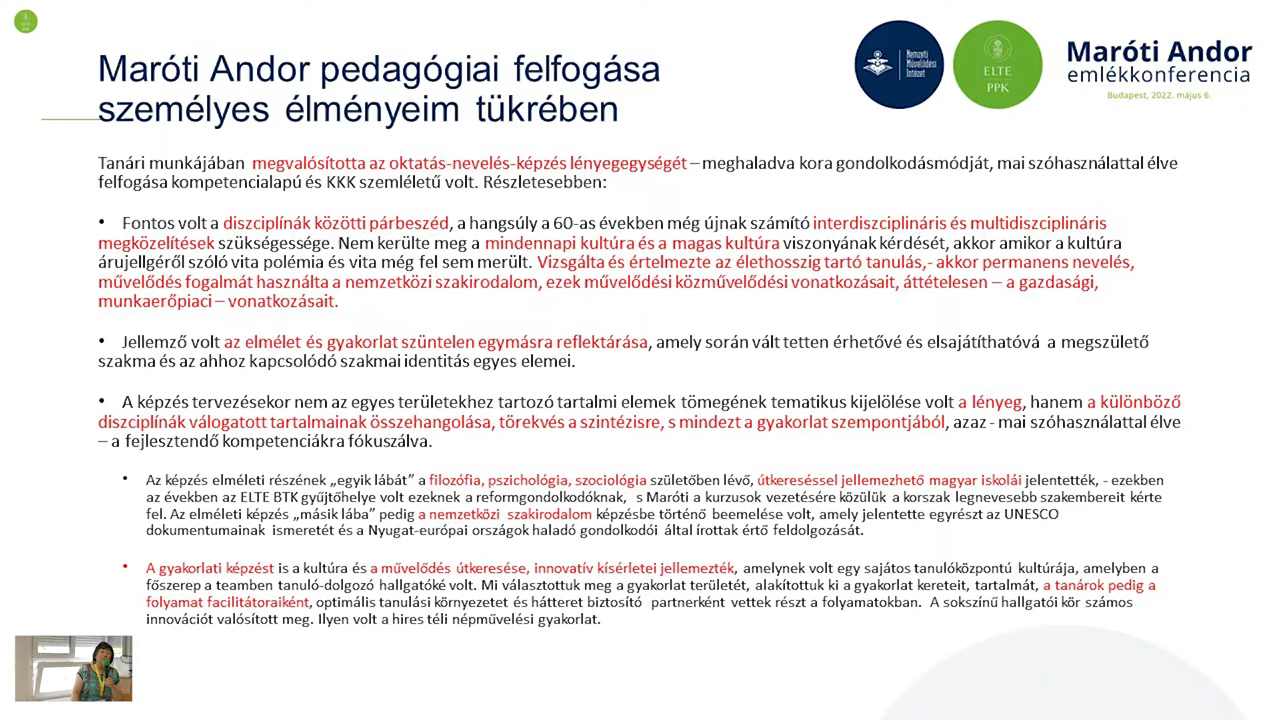 Maróti Andor pedagógiai felfogása
személyes élményeim tükrében
Nemzeti
Művelődési
Intézet
ELTE
PPK
Maróti Andor
emlékkonferencia
Budapest, 2022. május 6.
Tanári munkájában megvalósította az oktatás-nevelés-képzés lényegegységét – meghaladva kora gondolkodásmódját, mai szóhasználattal élve
felfogása kompetencialapú és KKK szemléletű volt. Részletesebben:
• Fontos volt a diszciplínák közötti párbeszéd, a hangsúly a 60-as években még újnak számító interdiszciplináris és multidiszciplináris
megközelítések szükségessége. Nem kerülte meg a mindennapi kultúra és a magas kultúra viszonyának kérdését, akkor amikor a kultúra
árujellgéről szóló vita polémia és vita még fel sem merült. Vizsgálta és értelmezte az élethosszig tartó tanulás,- akkor permanens nevelés,
művelődés fogalmát használta a nemzetközi szakirodalom, ezek művelődési közművelődési vonatkozásait, áttételesen – a gazdasági,
munkaerőpiaci – vonatkozásait.
• Jellemző volt az elmélet és gyakorlat szüntelen egymásra reflektárása, amely során vált tetten érhetővé és elsajátíthatóvá a megszülető
szakma és az ahhoz kapcsolódó szakmai identitás egyes elemei.
• A képzés tervezésekor nem az egyes területekhez tartozó tartalmi elemek tömegének tematikus kijelölése volt a lényeg, hanem a különböző
diszciplínák válogatott tartalmainak összehangolása, törekvés a szintézisre, s mindezt a gyakorlat szempontjából, azaz - mai szóhasználattal élve
– a fejlesztendő kompetenciákra fókuszálva.
• Az képzés elméleti részének „egyik lábát” a filozófia, pszichológia, szociológia születőben lévő, útkereséssel jellemezhető magyar iskolái jelentették, - ezekben
az években az ELTE BTK gyűjtőhelye volt ezeknek a reformgondolkodóknak, s Maróti a kurzusok vezetésére közülük a korszak legnevesebb szakembereit kérte
fel. Az elméleti képzés „másik lába” pedig a nemzetközi szakirodalom képzésbe történő beemelése volt, amely jelentette egyrészt az UNESCO
dokumentumainak ismeretét és a Nyugat-európai országok haladó gondolkodói által írottak értő feldolgozását.
• A gyakorlati képzést is a kultúra és a művelődés útkeresése, innovatív kísérletei jellemezték, amelynek volt egy sajátos tanulóközpontú kultúrája, amelyben a
főszerep a teamben tanuló-dolgozó hallgatóké volt. Mi választottuk meg a gyakorlat területét, alakítottuk ki a gyakorlat kereteit, tartalmát, a tanárok pedig a
folyamat facilitátoraiként, optimális tanulási környezetet és hátteret biztosító partnerként vettek részt a folyamatokban. A sokszínű hallgatói kör számos
innovációt valósított meg. Ilyen volt a hires téli népművelési gyakorlat.